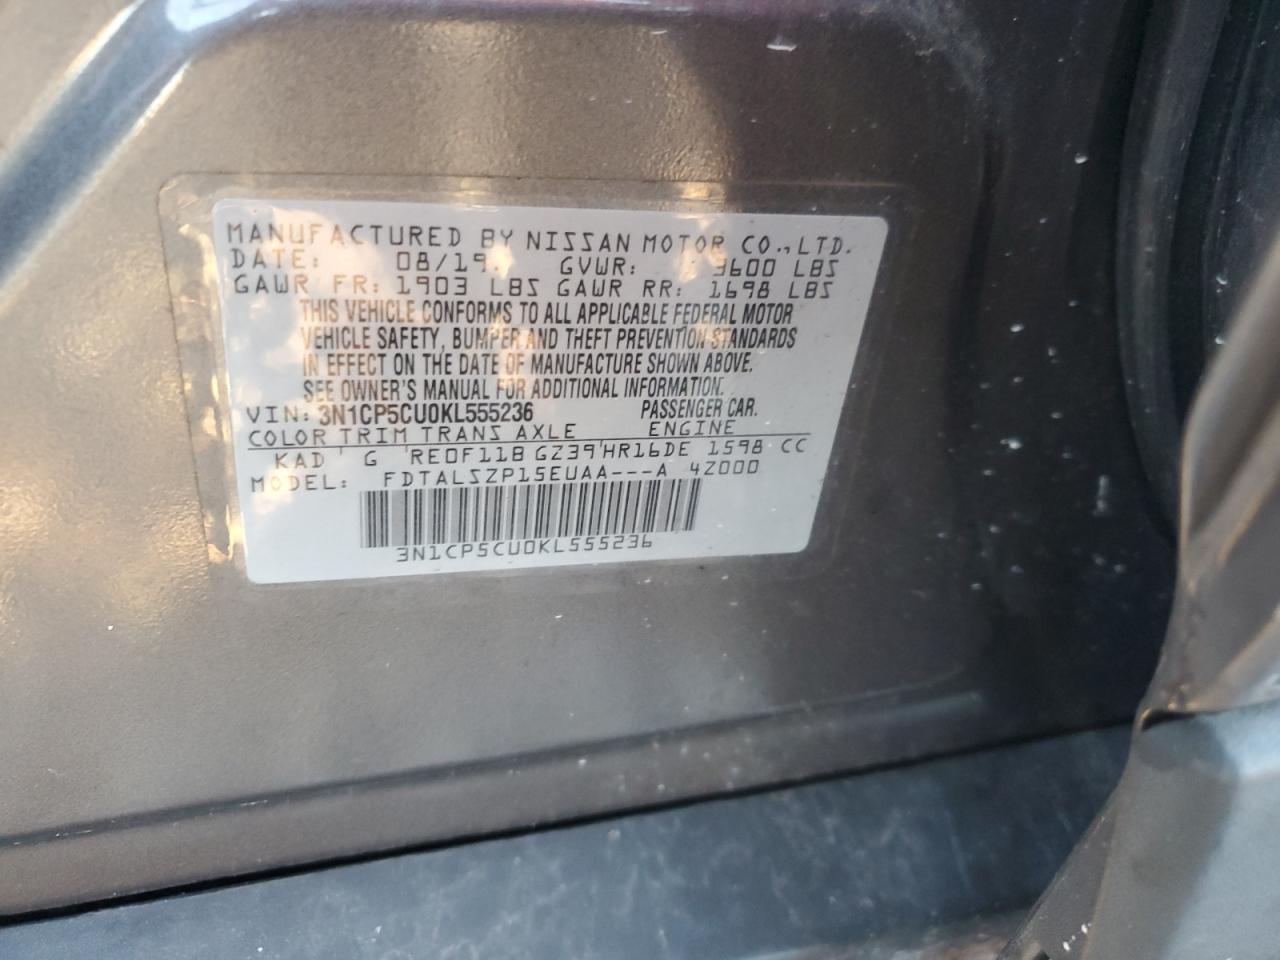 MANUFACTURED BY NISSAN MOTOR CO., LTD.
DATE: 08/19 GVWR: 3600 LBS
GAWR FR: 1903 LBS GAWR RR: 1698 LBS
THIS VEHICLE CONFORMS TO ALL APPLICABLE FEDERAL MOTOR
VEHICLE SAFETY, BUMPER AND THEFT PREVENTION STANDARDS
IN EFFECT ON THE DATE OF MANUFACTURE SHOWN ABOVE.
SEE OWNER'S MANUAL FOR ADDITIONAL INFORMATION.
VIN: 3N1CP5CU0KL555236 PASSENGER CAR.
COLOR TRIM TRANS AXLE ENGINE
KAD G RE0F11B GZ39 HR16DE 1598 CC
MODEL: FDTALSZP15EUAA---A 4Z000
3N1CP5CU0KL555236